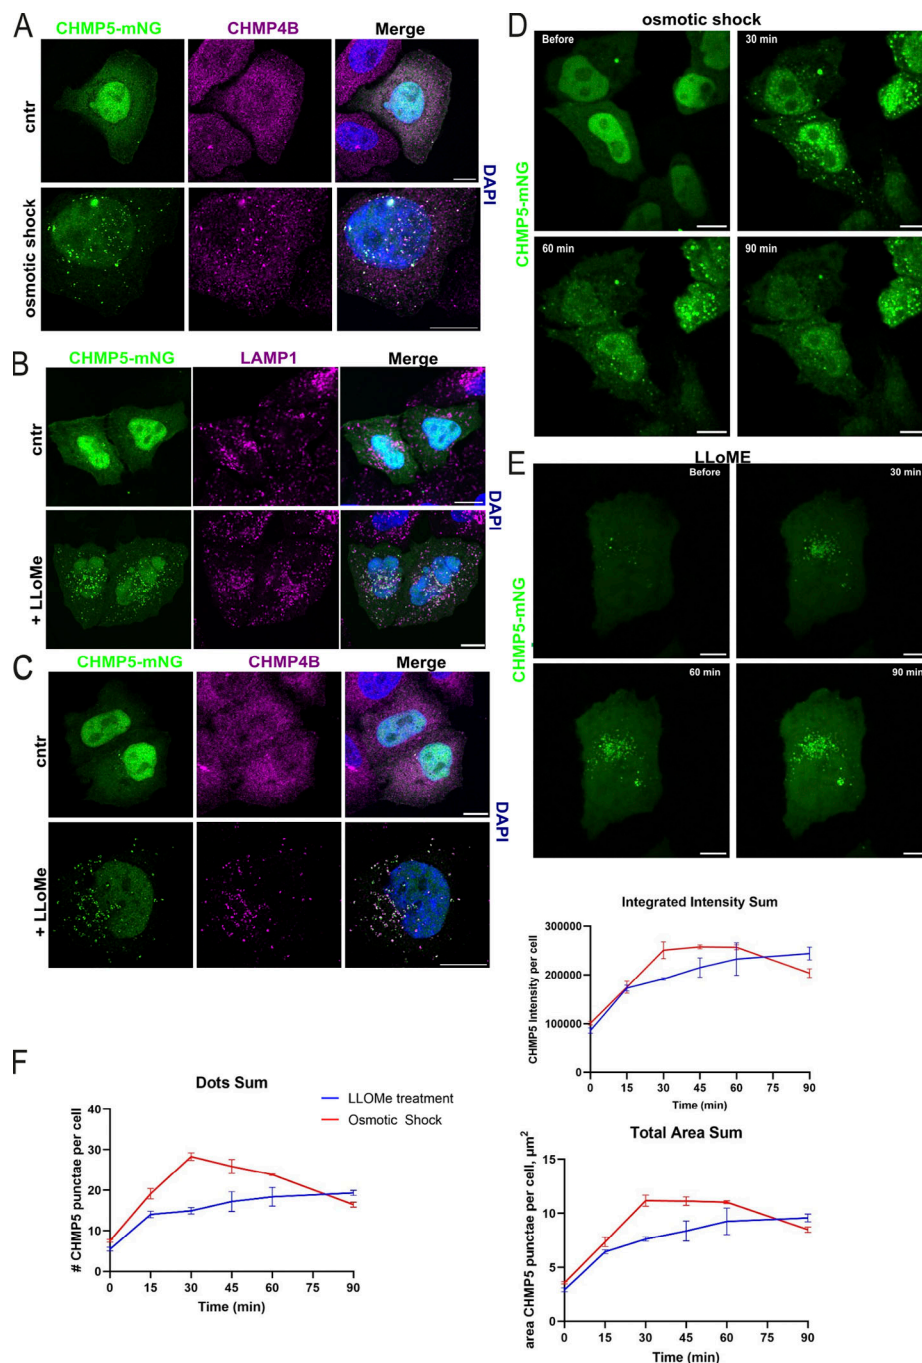 A
CHMP5-mNG CHMP4B Merge
cntr
osmotic shock
DAPI
B
CHMP5-mNG LAMP1 Merge
cntr
+ LLoMe
DAPI
C
CHMP5-mNG CHMP4B Merge
cntr
+ LLoMe
DAPI
D
osmotic shock
Before 30 min
60 min 90 min
CHMP5-mNG
E
LLoME
Before 30 min
60 min 90 min
CHMP5-mNG
F
Dots Sum
# CHMP5 punctae per cell
40
30
20
10
0
0 15 30 45 60 75 90
Time (min)
LLOMe treatment
Osmotic Shock
Integrated Intensity Sum
CHMP5 Intensity per cell
300000
200000
100000
0
0 15 30 45 60 75 90
Time (min)
Total Area Sum
area CHMP5 punctae per cell, µm²
15
10
5
0
0 15 30 45 60 75 90
Time (min)